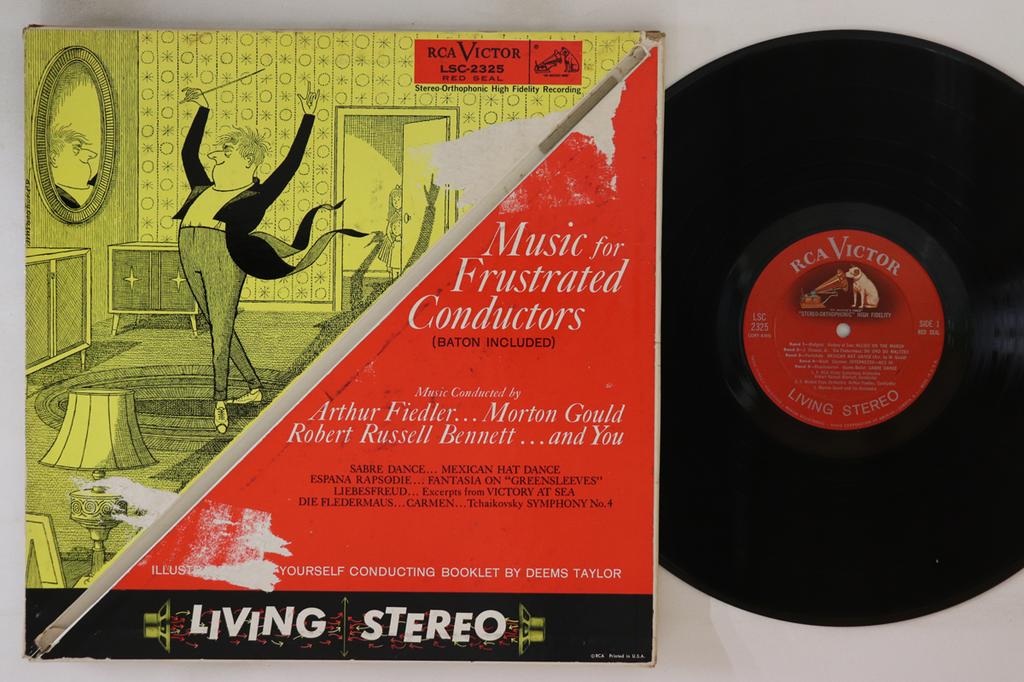 RCA VICTOR
LSC-2325
RED SEAL
Stereo-Orthophonic High Fidelity Recording
Music for
Frustrated
Conductors
(BATON INCLUDED)
Music Conducted by
Arthur Fiedler... Morton Gould
Robert Russell Bennett ...and You
SABRE DANCE... MEXICAN HAT DANCE
ESPANA RAPSODIE... FANTASIA ON "GREENSLEEVES"
LIEBESFREUD... Excerpts from VICTORY AT SEA
DIE FLEDERMAUS...CARMEN...Tchaikovsky SYMPHONY No. 4
YOURSELF CONDUCTING BOOKLET BY DEEMS TAYLOR
LIVING STEREO
©RCA Printed in U.S.A.
RCA VICTOR
"STEREO-ORTHOPHONIC" HIGH FIDELITY
LSC
2325
SIDE 1
RED SEAL
LIVING STEREO